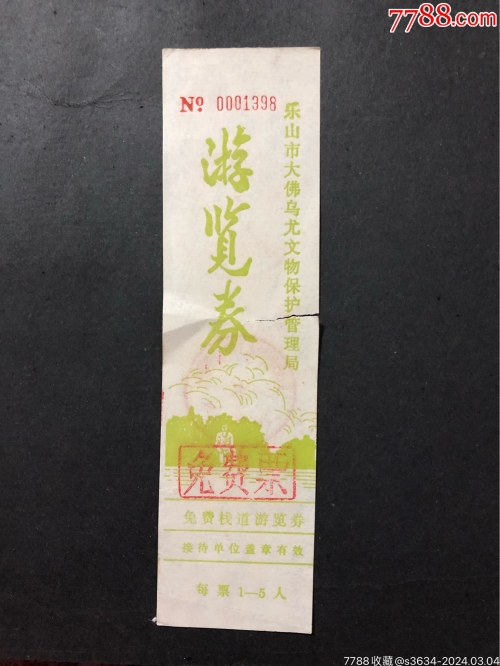 7788.com
№ 0001398
乐山市大佛乌尤文物保护管理局
游览券
免费票
免费栈道游览券
接待单位盖章有效
每票1—5人
7788收藏@s3634-2024.03.04